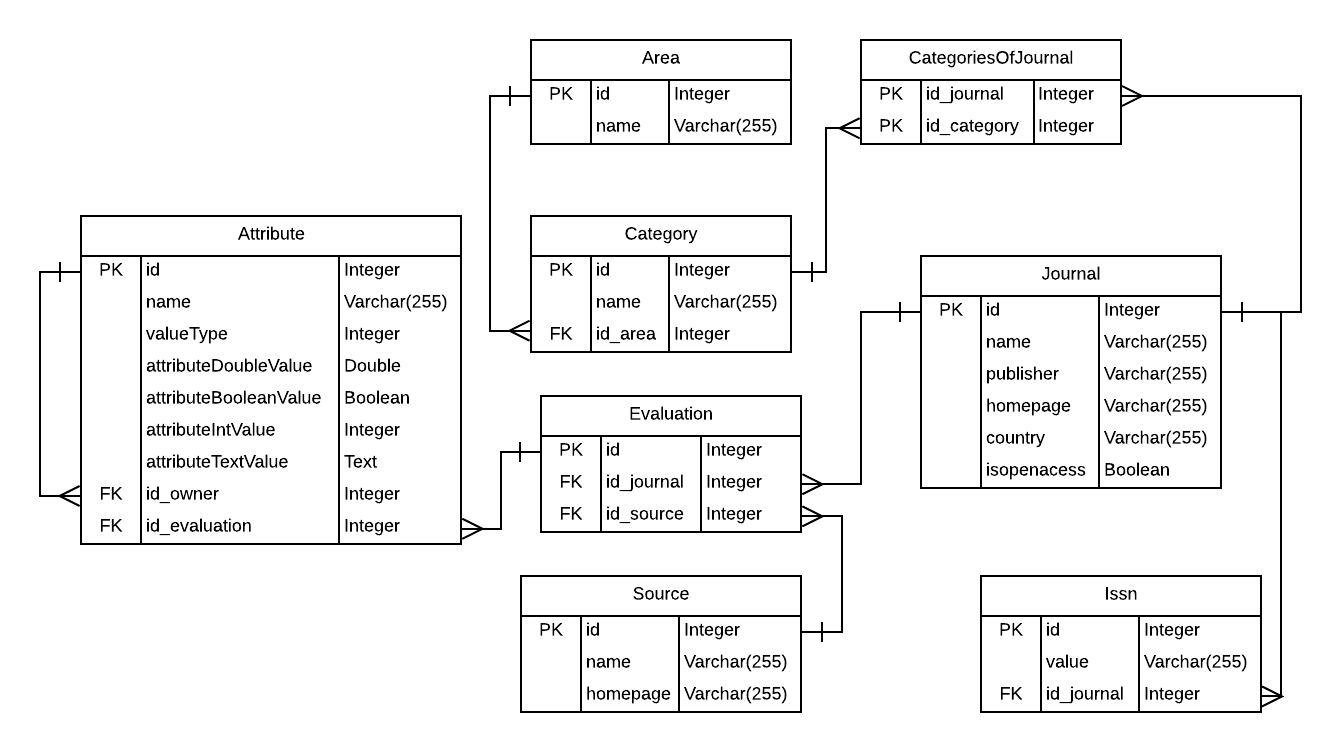 Area
PK id Integer
name Varchar(255)
CategoriesOfJournal
PK id_journal Integer
PK id_category Integer
Attribute
PK id Integer
name Varchar(255)
valueType Integer
attributeDoubleValue Double
attributeBooleanValue Boolean
attributeIntValue Integer
attributeTextValue Text
FK id_owner Integer
FK id_evaluation Integer
Category
PK id Integer
name Varchar(255)
FK id_area Integer
Journal
PK id Integer
name Varchar(255)
publisher Varchar(255)
homepage Varchar(255)
country Varchar(255)
isopenacess Boolean
Evaluation
PK id Integer
FK id_journal Integer
FK id_source Integer
Source
PK id Integer
name Varchar(255)
homepage Varchar(255)
Issn
PK id Integer
value Varchar(255)
FK id_journal Integer